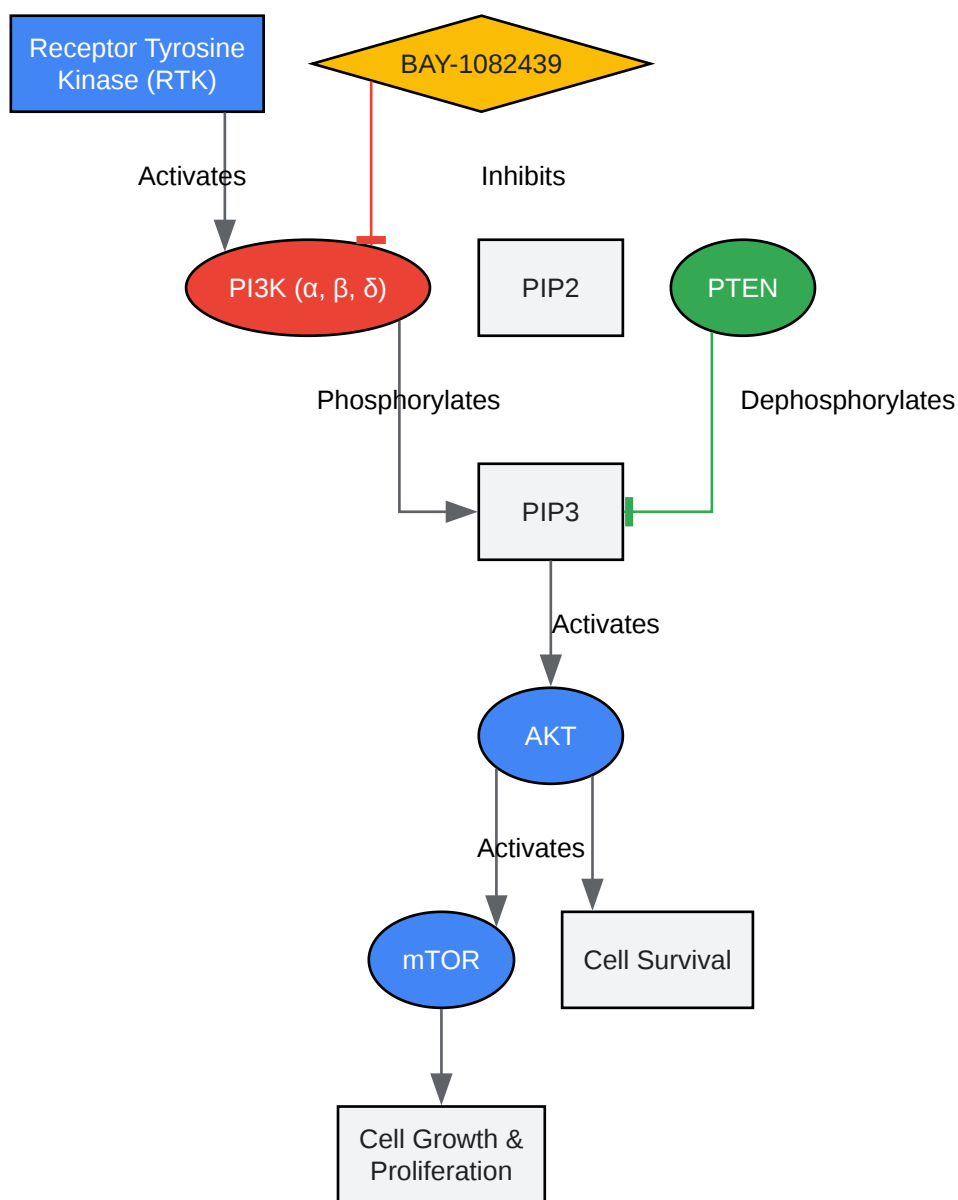 Receptor Tyrosine
Kinase (RTK)
BAY-1082439
Activates
Inhibits
PI3K (α, β, δ)
PIP2
PTEN
Phosphorylates
Dephosphorylates
PIP3
Activates
AKT
Activates
mTOR
Cell Survival
Cell Growth &
Proliferation